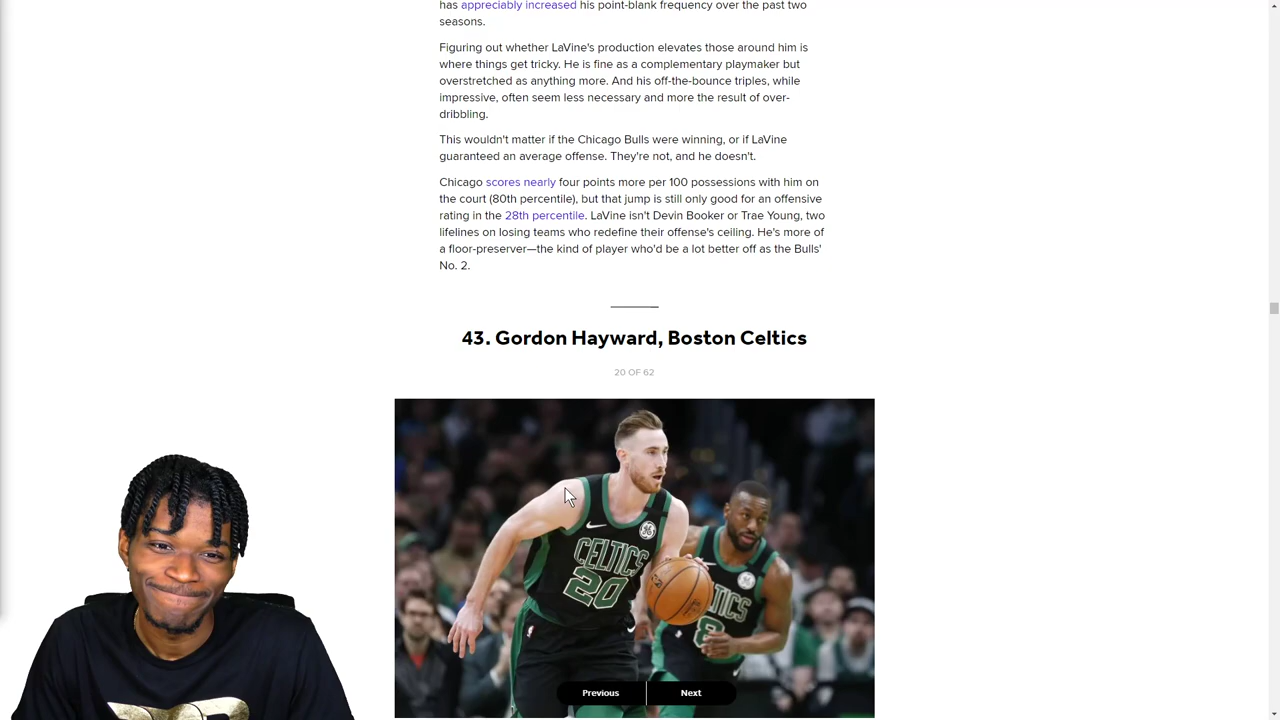 has appreciably increased his point-blank frequency over the past two
seasons.
Figuring out whether LaVine's production elevates those around him is
where things get tricky. He is fine as a complementary playmaker but
overstretched as anything more. And his off-the-bounce triples, while
impressive, often seem less necessary and more the result of over-
dribbling.
This wouldn't matter if the Chicago Bulls were winning, or if LaVine
guaranteed an average offense. They're not, and he doesn't.
Chicago scores nearly four points more per 100 possessions with him on
the court (80th percentile), but that jump is still only good for an offensive
rating in the 28th percentile. LaVine isn't Devin Booker or Trae Young, two
lifelines on losing teams who redefine their offense's ceiling. He's more of
a floor-preserver—the kind of player who'd be a lot better off as the Bulls'
No. 2.
43. Gordon Hayward, Boston Celtics
20 OF 62
CELTICS
20
TICS
8
Previous
Next